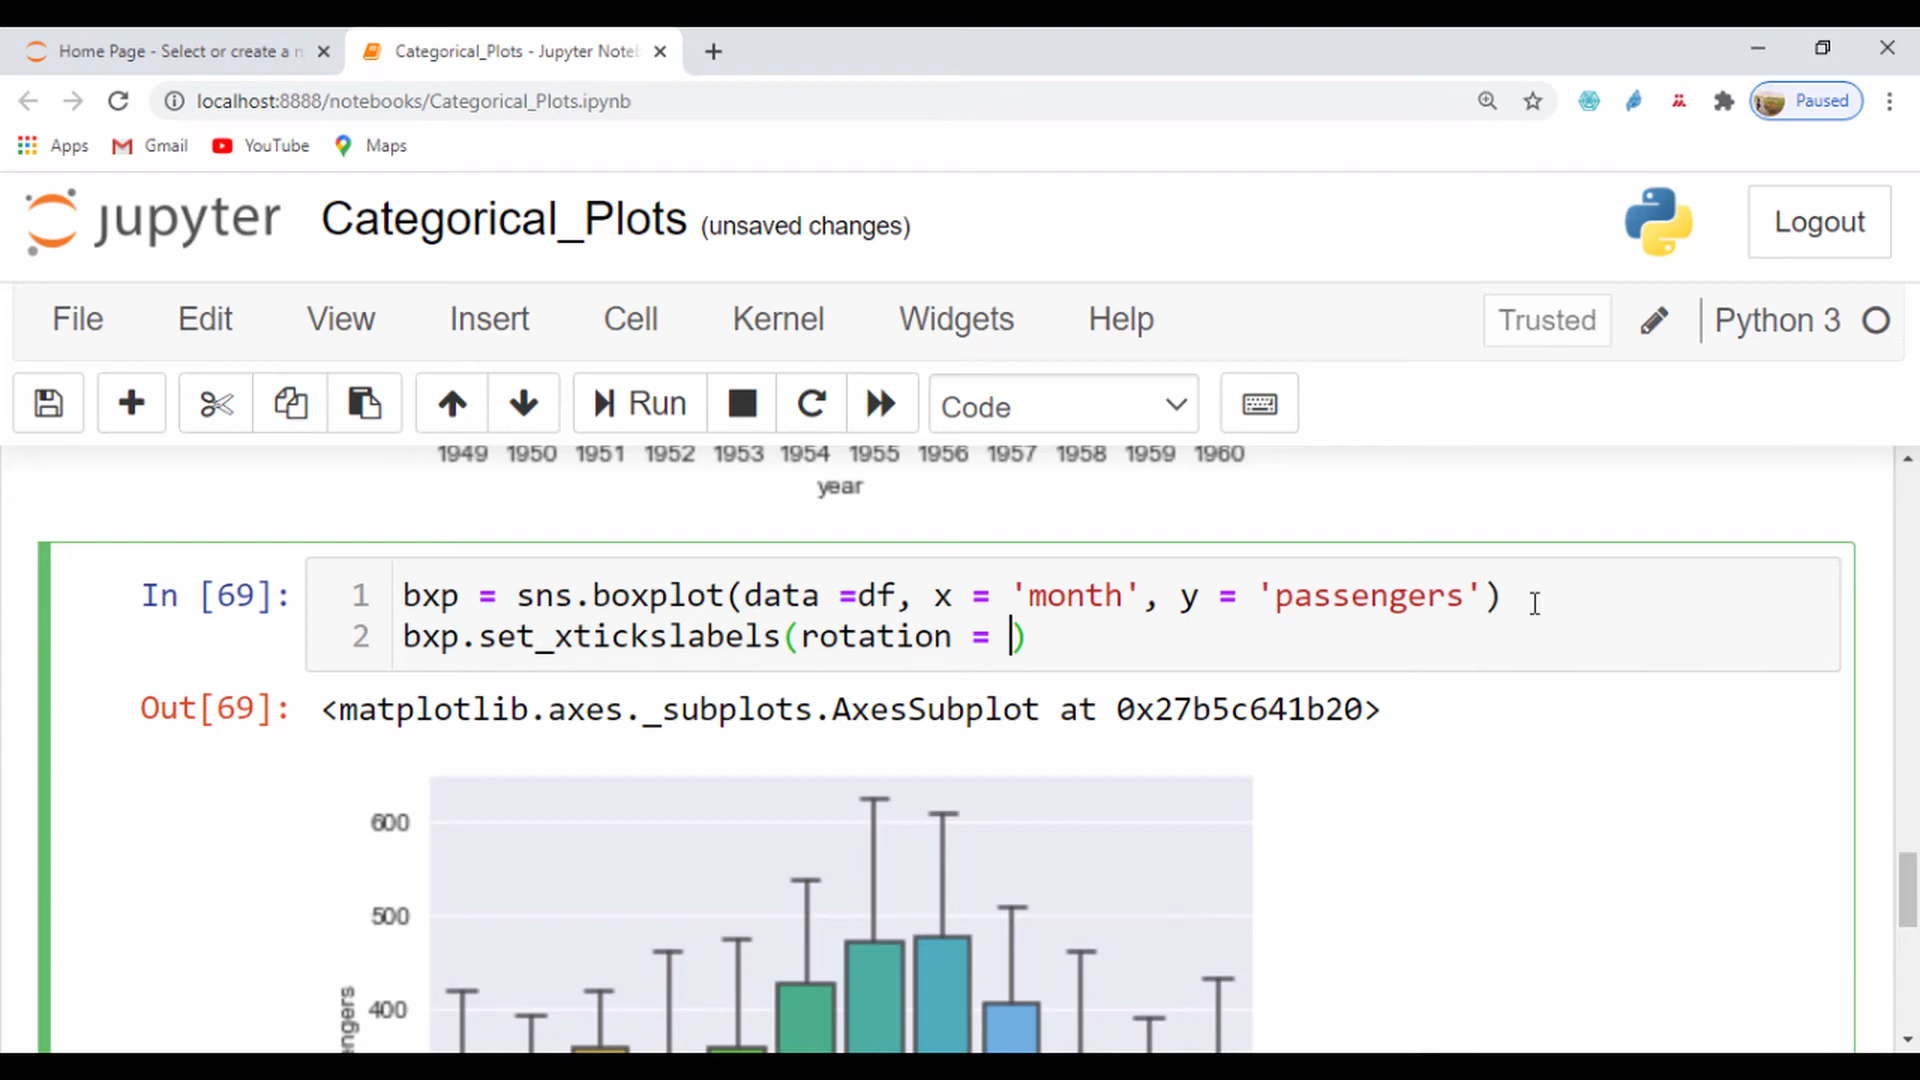 Home Page - Select or create a n
Categorical_Plots - Jupyter Noteb
localhost:8888/notebooks/Categorical_Plots.ipynb
Paused
Apps Gmail YouTube Maps
jupyter Categorical_Plots (unsaved changes)
Logout
File Edit View Insert Cell Kernel Widgets Help
Trusted Python 3
Run Code
1949 1950 1951 1952 1953 1954 1955 1956 1957 1958 1959 1960
year
In [69]:
1 bxp = sns.boxplot(data =df, x = 'month', y = 'passengers')
2 bxp.set_xtickslabels(rotation = )
Out[69]: <matplotlib.axes._subplots.AxesSubplot at 0x27b5c641b20>
600
500
400
engers